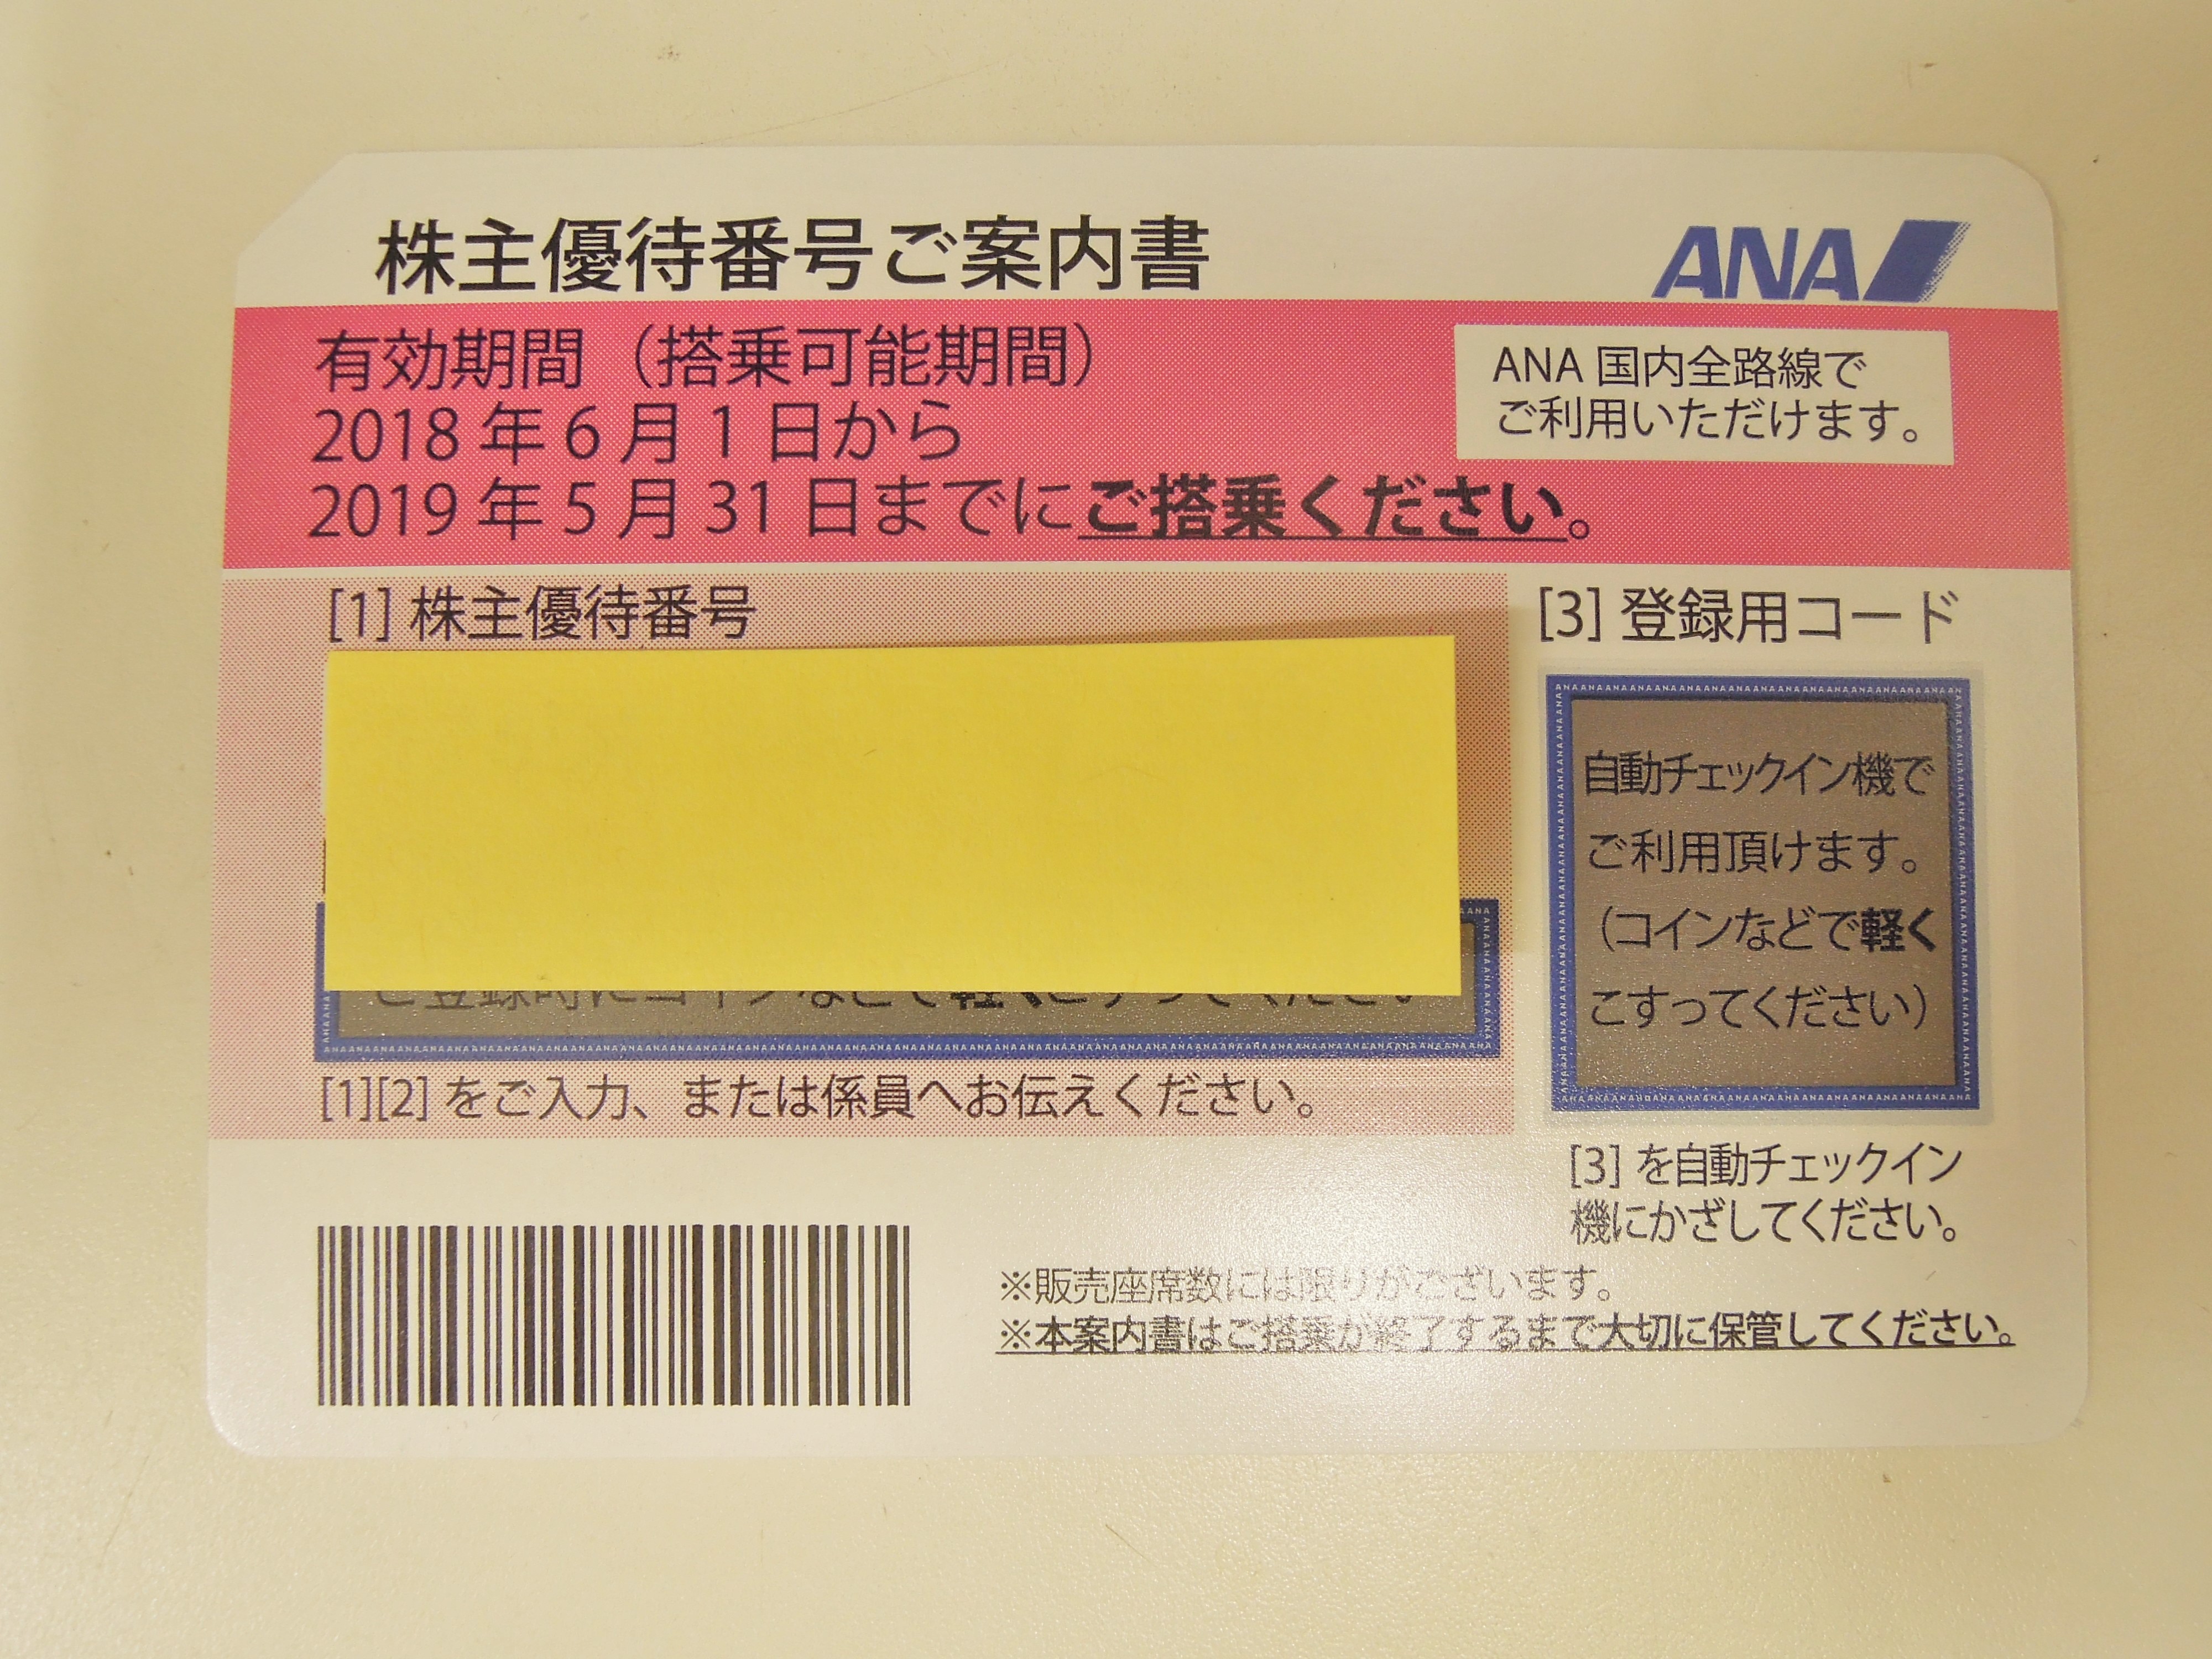 株主優待番号ご案内書
ANA
有効期間（搭乗可能期間）
2018年6月1日から
2019年5月31日までにご搭乗ください。
ANA国内全路線で
ご利用いただけます。
[1] 株主優待番号
[1][2] をご入力、または係員へお伝えください。
[3] 登録用コード
自動チェックイン機で
ご利用頂けます。
（コインなどで軽く
こすってください）
[3] を自動チェックイン
機にかざしてください。
※販売座席数には限りがございます。
※本案内書はご搭乗が終了するまで大切に保管してください。